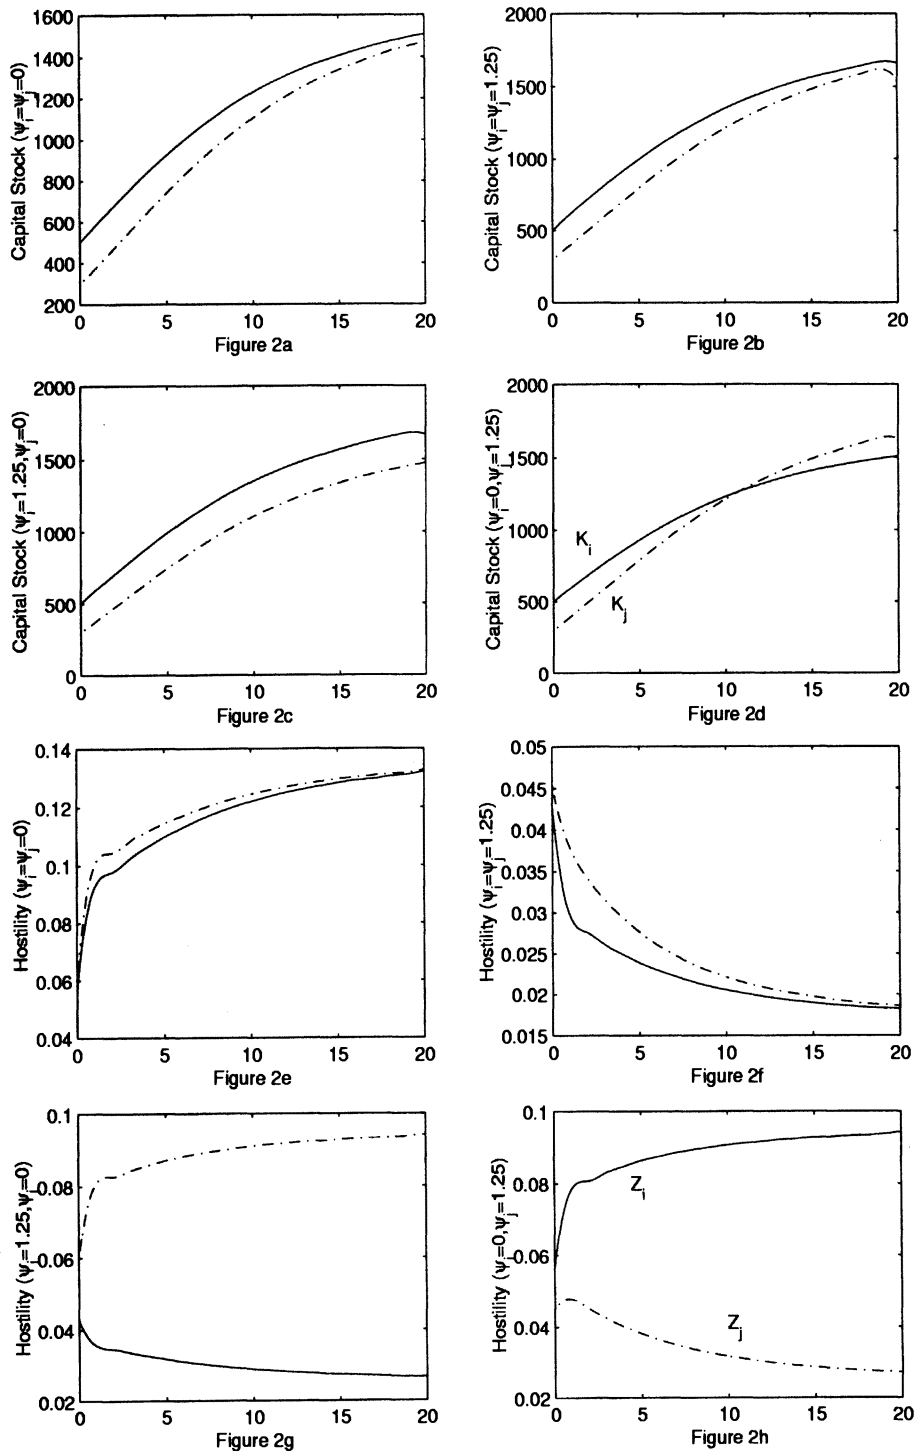 1600
1400
1200
1000
800
600
400
200
0 5 10 15 20
Capital Stock (ψi=ψj=0)
Figure 2a
2000
1500
1000
500
0
0 5 10 15 20
Capital Stock (ψi=ψj=1.25)
Figure 2b
2000
1500
1000
500
0
0 5 10 15 20
Capital Stock (ψi=1.25,ψj=0)
Figure 2c
2000
1500
1000
500
0
0 5 10 15 20
Capital Stock (ψi=0,ψj=1.25)
Ki
Kj
Figure 2d
0.14
0.12
0.1
0.08
0.06
0.04
0 5 10 15 20
Hostility (ψi=ψj=0)
Figure 2e
0.05
0.045
0.04
0.035
0.03
0.025
0.02
0.015
0 5 10 15 20
Hostility (ψi=ψj=1.25)
Figure 2f
0.1
0.08
0.06
0.04
0.02
0 5 10 15 20
Hostility (ψi=1.25,ψj=0)
Figure 2g
0.1
0.08
0.06
0.04
0.02
0 5 10 15 20
Hostility (ψi=0,ψj=1.25)
Zi
Zj
Figure 2h